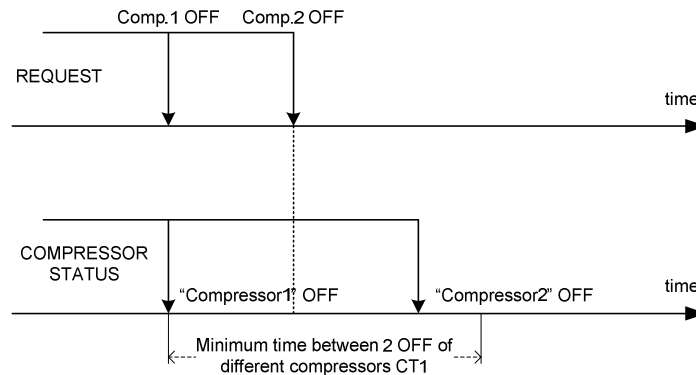 Comp.1 OFF Comp.2 OFF
REQUEST
time
COMPRESSOR
STATUS
time
“Compressor1” OFF “Compressor2” OFF
Minimum time between 2 OFF of
different compressors CT1